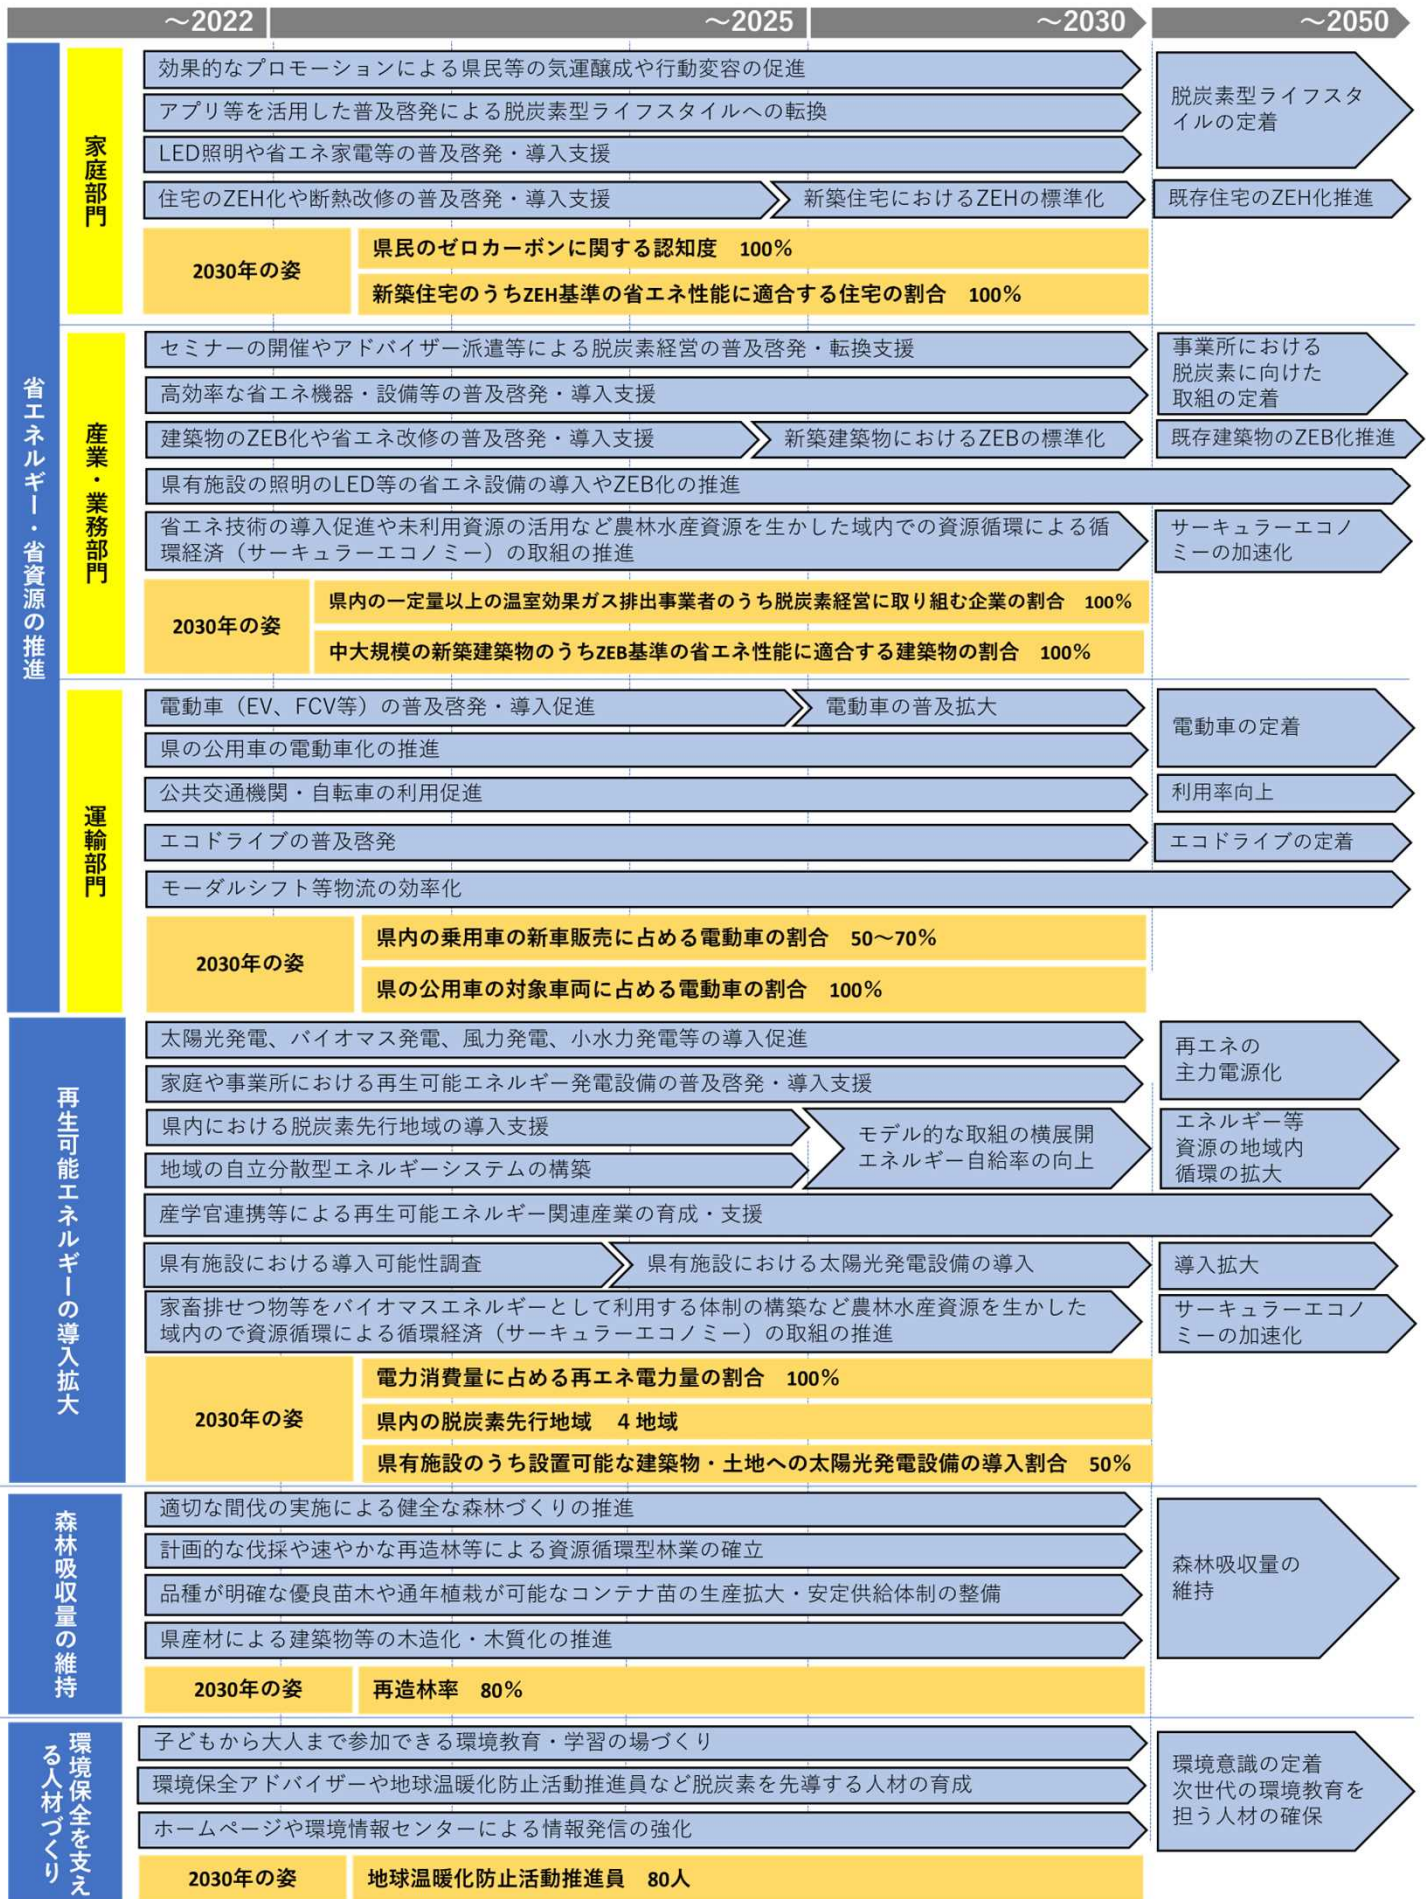 ～2022
～2025
～2030
～2050
省エネルギー・省資源の推進
家庭部門
効果的なプロモーションによる県民等の気運醸成や行動変容の促進
アプリ等を活用した普及啓発による脱炭素型ライフスタイルへの転換
LED照明や省エネ家電等の普及啓発・導入支援
脱炭素型ライフスタ
イルの定着
住宅のZEH化や断熱改修の普及啓発・導入支援
新築住宅におけるZEHの標準化
既存住宅のZEH化推進
2030年の姿
県民のゼロカーボンに関する認知度　100%
新築住宅のうちZEH基準の省エネ性能に適合する住宅の割合　100%
産業・業務部門
セミナーの開催やアドバイザー派遣等による脱炭素経営の普及啓発・転換支援
高効率な省エネ機器・設備等の普及啓発・導入支援
事業所における
脱炭素に向けた
取組の定着
建築物のZEB化や省エネ改修の普及啓発・導入支援
新築建築物におけるZEBの標準化
既存建築物のZEB化推進
県有施設の照明のLED等の省エネ設備の導入やZEB化の推進
省エネ技術の導入促進や未利用資源の活用など農林水産資源を生かした域内での資源循環による循
環経済（サーキュラーエコノミー）の取組の推進
サーキュラーエコノ
ミーの加速化
2030年の姿
県内の一定量以上の温室効果ガス排出事業者のうち脱炭素経営に取り組む企業の割合　100%
中大規模の新築建築物のうちZEB基準の省エネ性能に適合する建築物の割合　100%
運輸部門
電動車（EV、FCV等）の普及啓発・導入促進
電動車の普及拡大
県の公用車の電動車化の推進
電動車の定着
公共交通機関・自転車の利用促進
利用率向上
エコドライブの普及啓発
エコドライブの定着
モーダルシフト等物流の効率化
2030年の姿
県内の乗用車の新車販売に占める電動車の割合　50～70%
県の公用車の対象車両に占める電動車の割合　100%
再生可能エネルギーの導入拡大
太陽光発電、バイオマス発電、風力発電、小水力発電等の導入促進
家庭や事業所における再生可能エネルギー発電設備の普及啓発・導入支援
再エネの
主力電源化
県内における脱炭素先行地域の導入支援
地域の自立分散型エネルギーシステムの構築
モデル的な取組の横展開
エネルギー自給率の向上
エネルギー等
資源の地域内
循環の拡大
産学官連携等による再生可能エネルギー関連産業の育成・支援
県有施設における導入可能性調査
県有施設における太陽光発電設備の導入
導入拡大
家畜排せつ物等をバイオマスエネルギーとして利用する体制の構築など農林水産資源を生かした
域内ので資源循環による循環経済（サーキュラーエコノミー）の取組の推進
サーキュラーエコノ
ミーの加速化
2030年の姿
電力消費量に占める再エネ電力量の割合　100%
県内の脱炭素先行地域　４地域
県有施設のうち設置可能な建築物・土地への太陽光発電設備の導入割合　50%
森林吸収量の維持
適切な間伐の実施による健全な森林づくりの推進
計画的な伐採や速やかな再造林等による資源循環型林業の確立
品種が明確な優良苗木や通年植栽が可能なコンテナ苗の生産拡大・安定供給体制の整備
県産材による建築物等の木造化・木質化の推進
森林吸収量の
維持
2030年の姿
再造林率　80%
環境保全を支え
る人材づくり
子どもから大人まで参加できる環境教育・学習の場づくり
環境保全アドバイザーや地球温暖化防止活動推進員など脱炭素を先導する人材の育成
ホームページや環境情報センターによる情報発信の強化
環境意識の定着
次世代の環境教育を
担う人材の確保
2030年の姿
地球温暖化防止活動推進員　80人